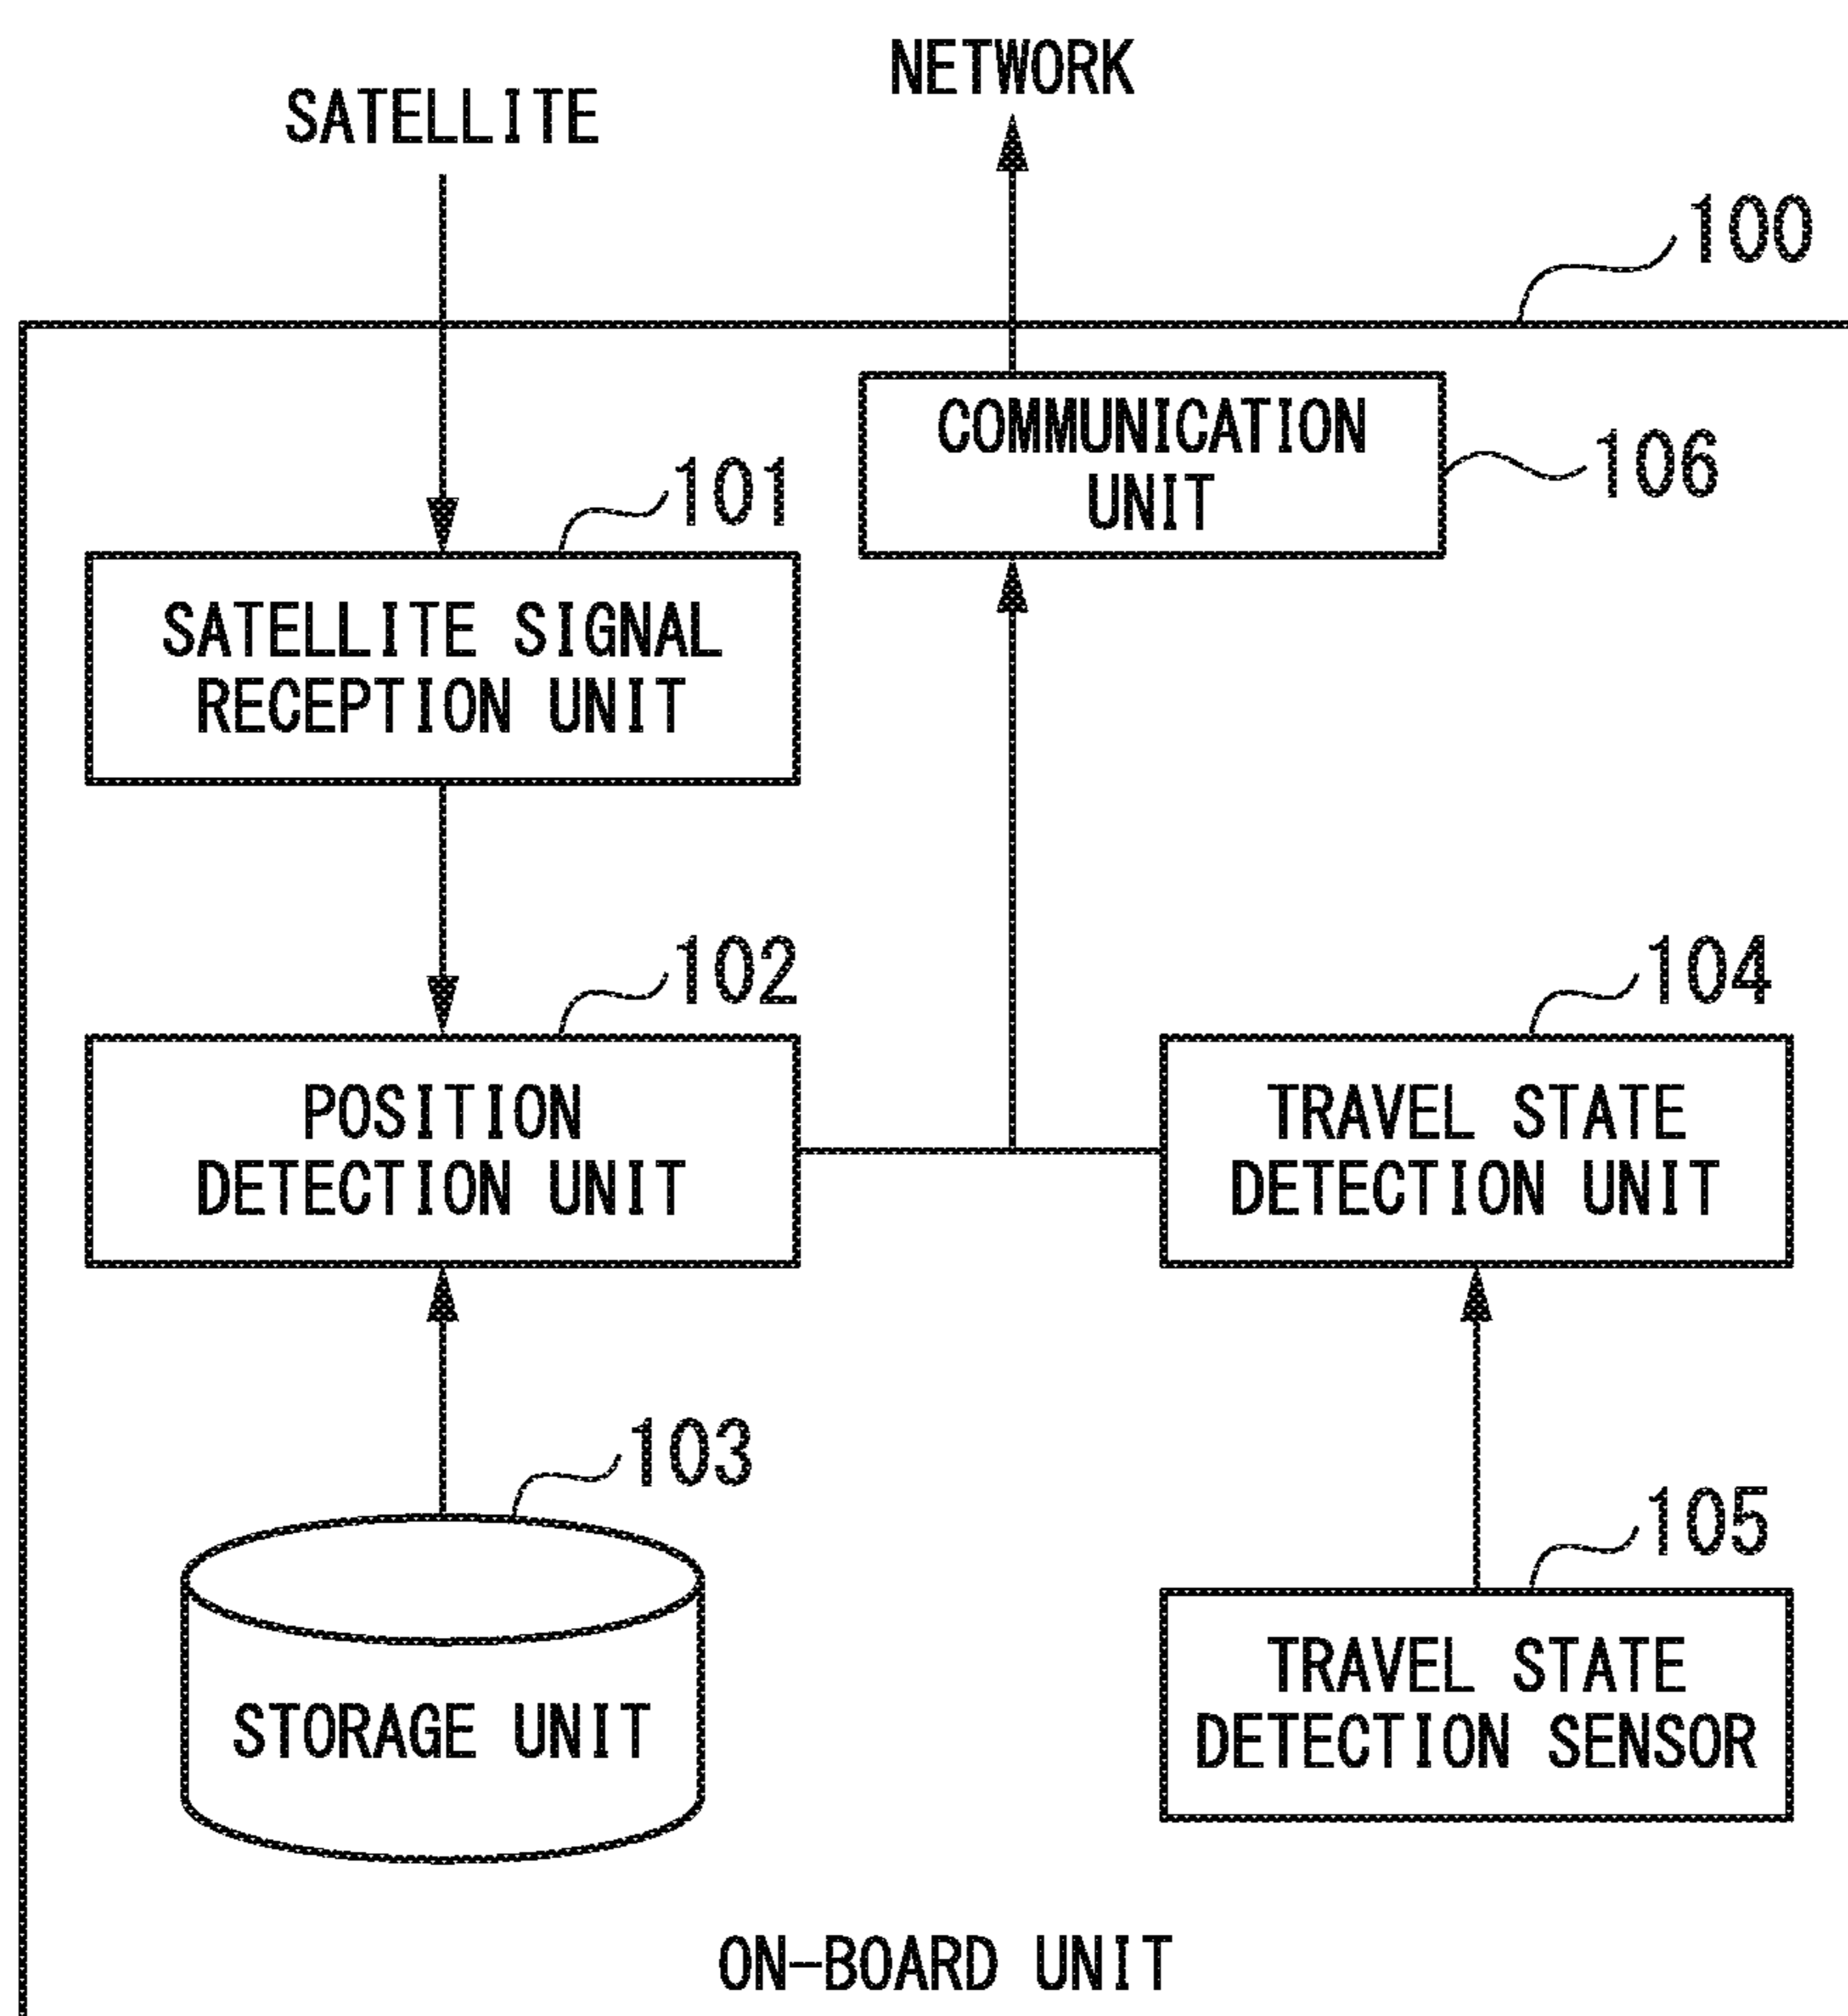 NETWORK
SATELLITE
100
COMMUNICATION
UNIT
106
101
SATELLITE SIGNAL
RECEPTION UNIT
102
POSITION
DETECTION UNIT
104
TRAVEL STATE
DETECTION UNIT
103
STORAGE UNIT
105
TRAVEL STATE
DETECTION SENSOR
ON-BOARD UNIT